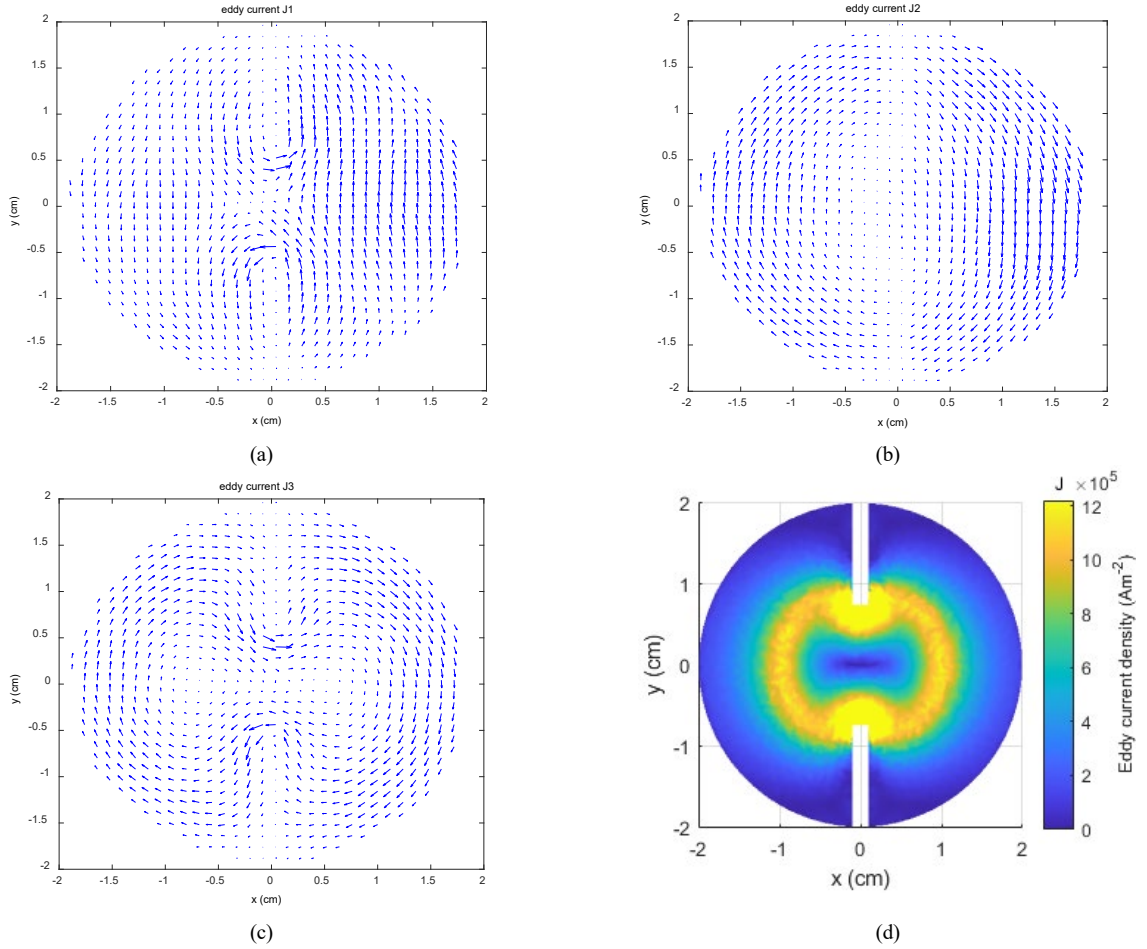 eddy current J1
2
1.5
1
0.5
0
-0.5
-1
-1.5
-2
y (cm)
-2 -1.5 -1 -0.5 0 0.5 1 1.5 2
x (cm)
(a)
eddy current J2
2
1.5
1
0.5
0
-0.5
-1
-1.5
-2
y (cm)
-2 -1.5 -1 -0.5 0 0.5 1 1.5 2
x (cm)
(b)
eddy current J3
2
1.5
1
0.5
0
-0.5
-1
-1.5
-2
y (cm)
-2 -1.5 -1 -0.5 0 0.5 1 1.5 2
x (cm)
(c)
J ×10⁵
2
1
0
-1
-2
y (cm)
-2 -1 0 1 2
x (cm)
12
10
8
6
4
2
0
Eddy current density (Am⁻²)
(d)